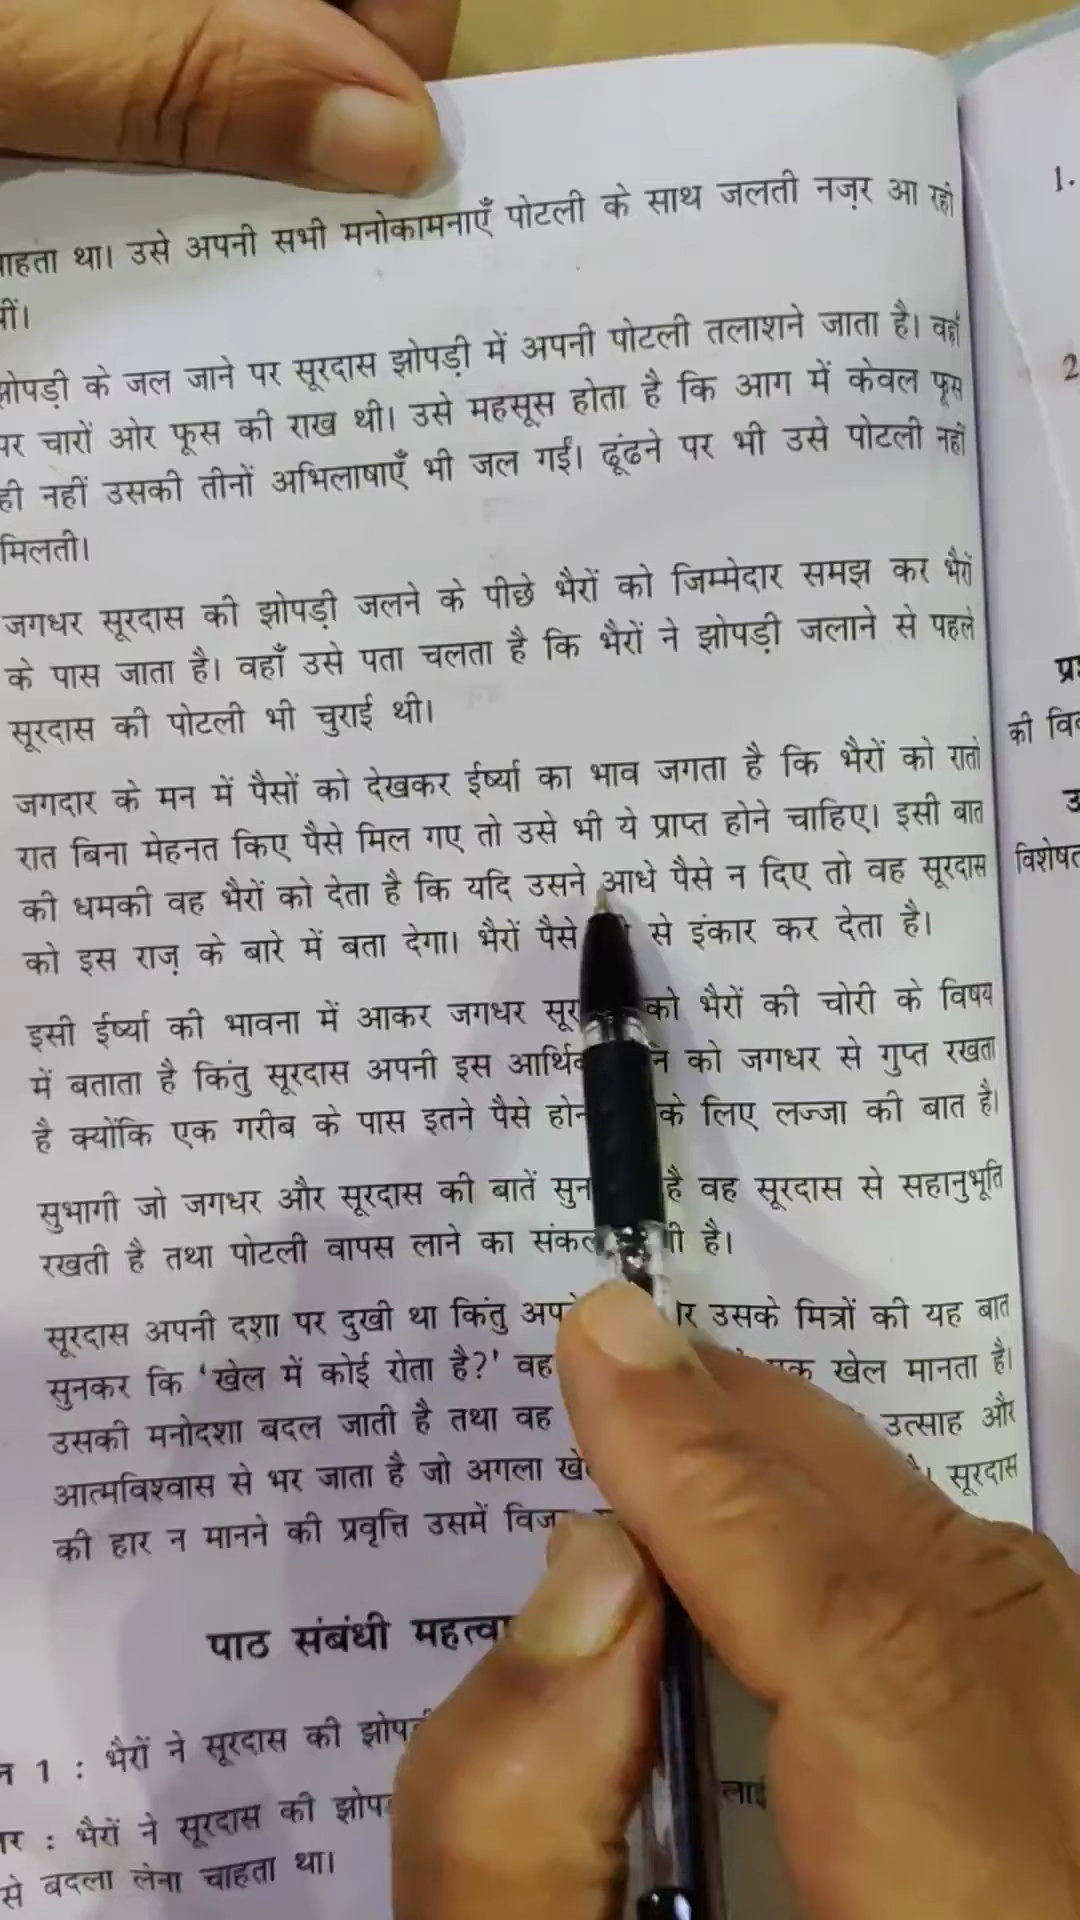 ाहता था। उसे अपनी सभी मनोकामनाएँ पोटली के साथ जलती नज़र आ रही
थीं।
झोपड़ी के जल जाने पर सूरदास झोपड़ी में अपनी पोटली तलाशने जाता है। वहाँ
पर चारों ओर फूस की राख थी। उसे महसूस होता है कि आग में केवल फूस
ही नहीं उसकी तीनों अभिलाषाएँ भी जल गईं। ढूंढने पर भी उसे पोटली नहीं
मिलती।
जगधर सूरदास की झोपड़ी जलने के पीछे भैरों को जिम्मेदार समझ कर भैरों
के पास जाता है। वहाँ उसे पता चलता है कि भैरों ने झोपड़ी जलाने से पहले
सूरदास की पोटली भी चुराई थी।
जगदार के मन में पैसों को देखकर ईर्ष्या का भाव जगता है कि भैरों को रातो
रात बिना मेहनत किए पैसे मिल गए तो उसे भी ये प्राप्त होने चाहिए। इसी बात
की धमकी वह भैरों को देता है कि यदि उसने आधे पैसे न दिए तो वह सूरदास
को इस राज़ के बारे में बता देगा। भैरों पैसे से इंकार कर देता है।
इसी ईर्ष्या की भावना में आकर जगधर सूर को भैरों की चोरी के विषय
में बताता है किंतु सूरदास अपनी इस आर्थिक न को जगधर से गुप्त रखता
है क्योंकि एक गरीब के पास इतने पैसे होन के लिए लज्जा की बात है।
सुभागी जो जगधर और सूरदास की बातें सुन है वह सूरदास से सहानुभूति
रखती है तथा पोटली वापस लाने का संकल ी है।
सूरदास अपनी दशा पर दुखी था किंतु अप र उसके मित्रों की यह बात
सुनकर कि 'खेल में कोई रोता है?' वह क खेल मानता है।
उसकी मनोदशा बदल जाती है तथा वह उत्साह और
आत्मविश्वास से भर जाता है जो अगला खे सूरदास
की हार न मानने की प्रवृत्ति उसमें विज
पाठ संबंधी महत्वा
न 1 : भैरों ने सूरदास की झोप
र : भैरों ने सूरदास की झोप लाई
से बदला लेना चाहता था।
1.
2
प्र
की वि
उ
विशेषत